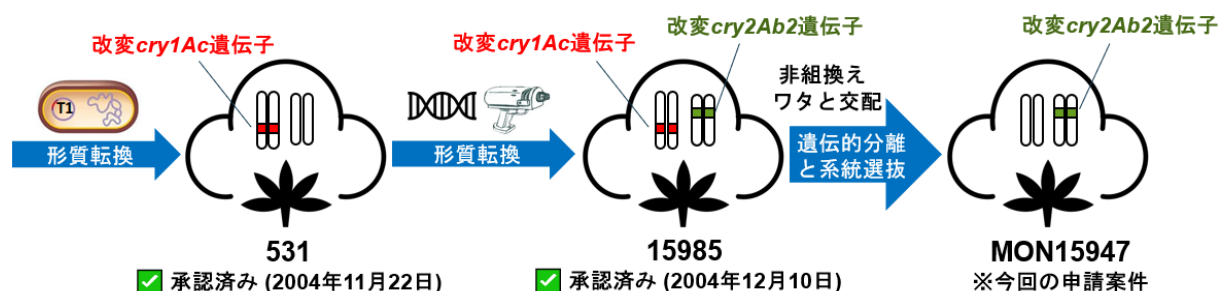 改変cry1Ac遺伝子
T1
形質転換
531
承認済み (2004年11月22日)
改変cry1Ac遺伝子
改変cry2Ab2遺伝子
形質転換
15985
承認済み (2004年12月10日)
非組換え
ワタと交配
遺伝的分離
と系統選抜
改変cry2Ab2遺伝子
MON15947
※今回の申請案件